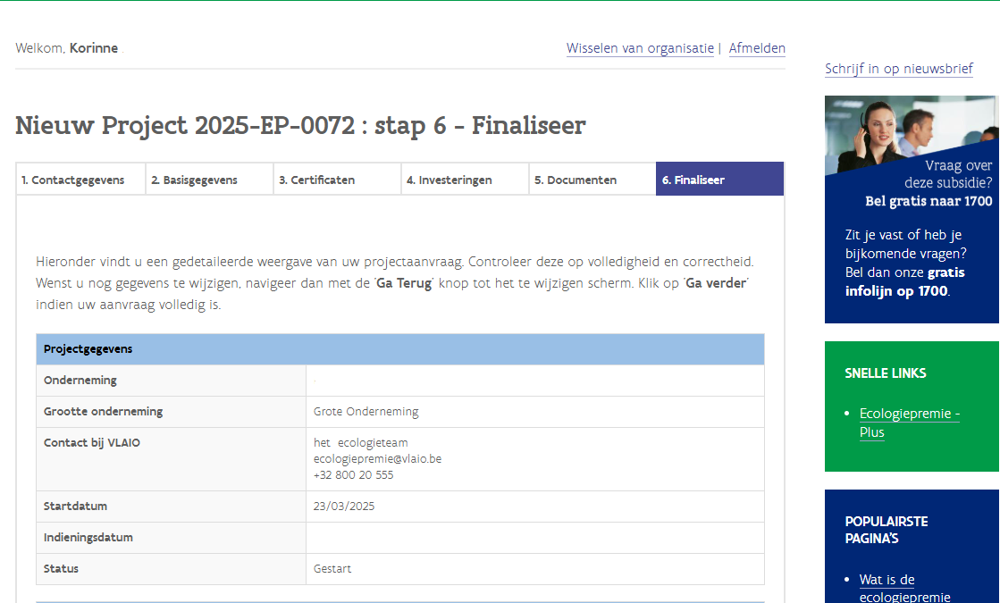 Welkom, Korinne
Wisselen van organisatie | Afmelden
Nieuw Project 2025-EP-0072 : stap 6 - Finaliseer
1. Contactgegevens
2. Basisgegevens
3. Certificaten
4. Investeringen
5. Documenten
6. Finaliseer
Hieronder vindt u een gedetaileerde weergave van uw projectaanvraag. Controleer deze op volledigheid en correctheid.
Wenst u nog gegevens te wijzigen, navigeer dan met de 'Ga Terug' knop tot het te wijzigen scherm. Klik op 'Ga verder'
indien uw aanvraag volledig is.
Projectgegevens
Onderneming
Grootte onderneming
Grote Onderneming
Contact bij VLAIO
het ecologieteam
ecologiepremie@vlaio.be
+32 800 20 555
Startdatum
23/03/2025
Indieningsdatum
Status
Gestart
Schrijf in op nieuwsbrief
Vraag over
deze subsidie?
Bel gratis naar 1700
Zit je vast of heb je
bijkomende vragen?
Bel dan onze gratis
infolijn op 1700.
SNELLE LINKS
• Ecologiepremie -
Plus
POPULAIRSTE
PAGINA'S
• Wat is de
ecologiepremie